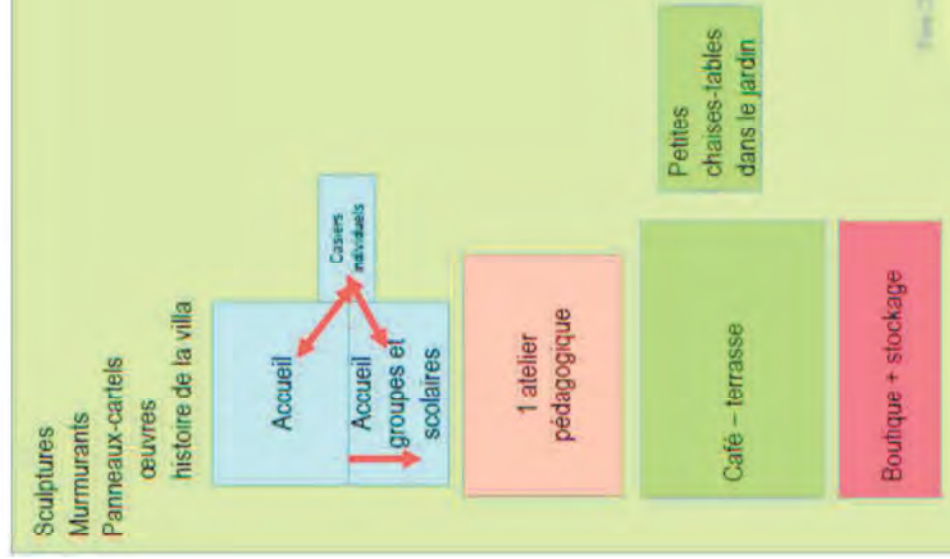 Sculptures
Murmurants
Panneaux-cartels
œuvres
histoire de la villa
Accueil
Casiers
individuels
Accueil
groupes et
scolaires
1 atelier
pédagogique
Café – terrasse
Petites
chaises-tables
dans le jardin
Boutique + stockage